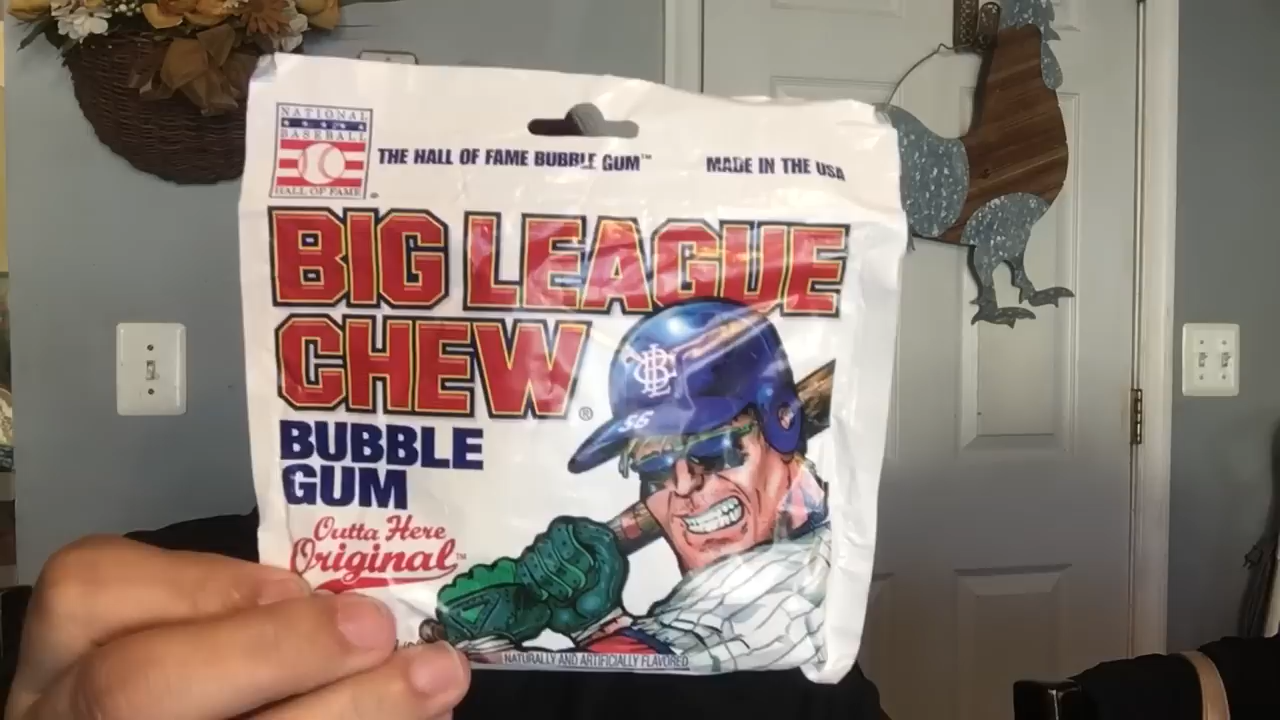 NATIONAL
BASEBALL
HALL OF FAME
THE HALL OF FAME BUBBLE GUM™
MADE IN THE USA
BIG LEAGUE
CHEW®
BUBBLE
GUM
Outta Here
Original™
56
NATURALLY AND ARTIFICIALLY FLAVORED